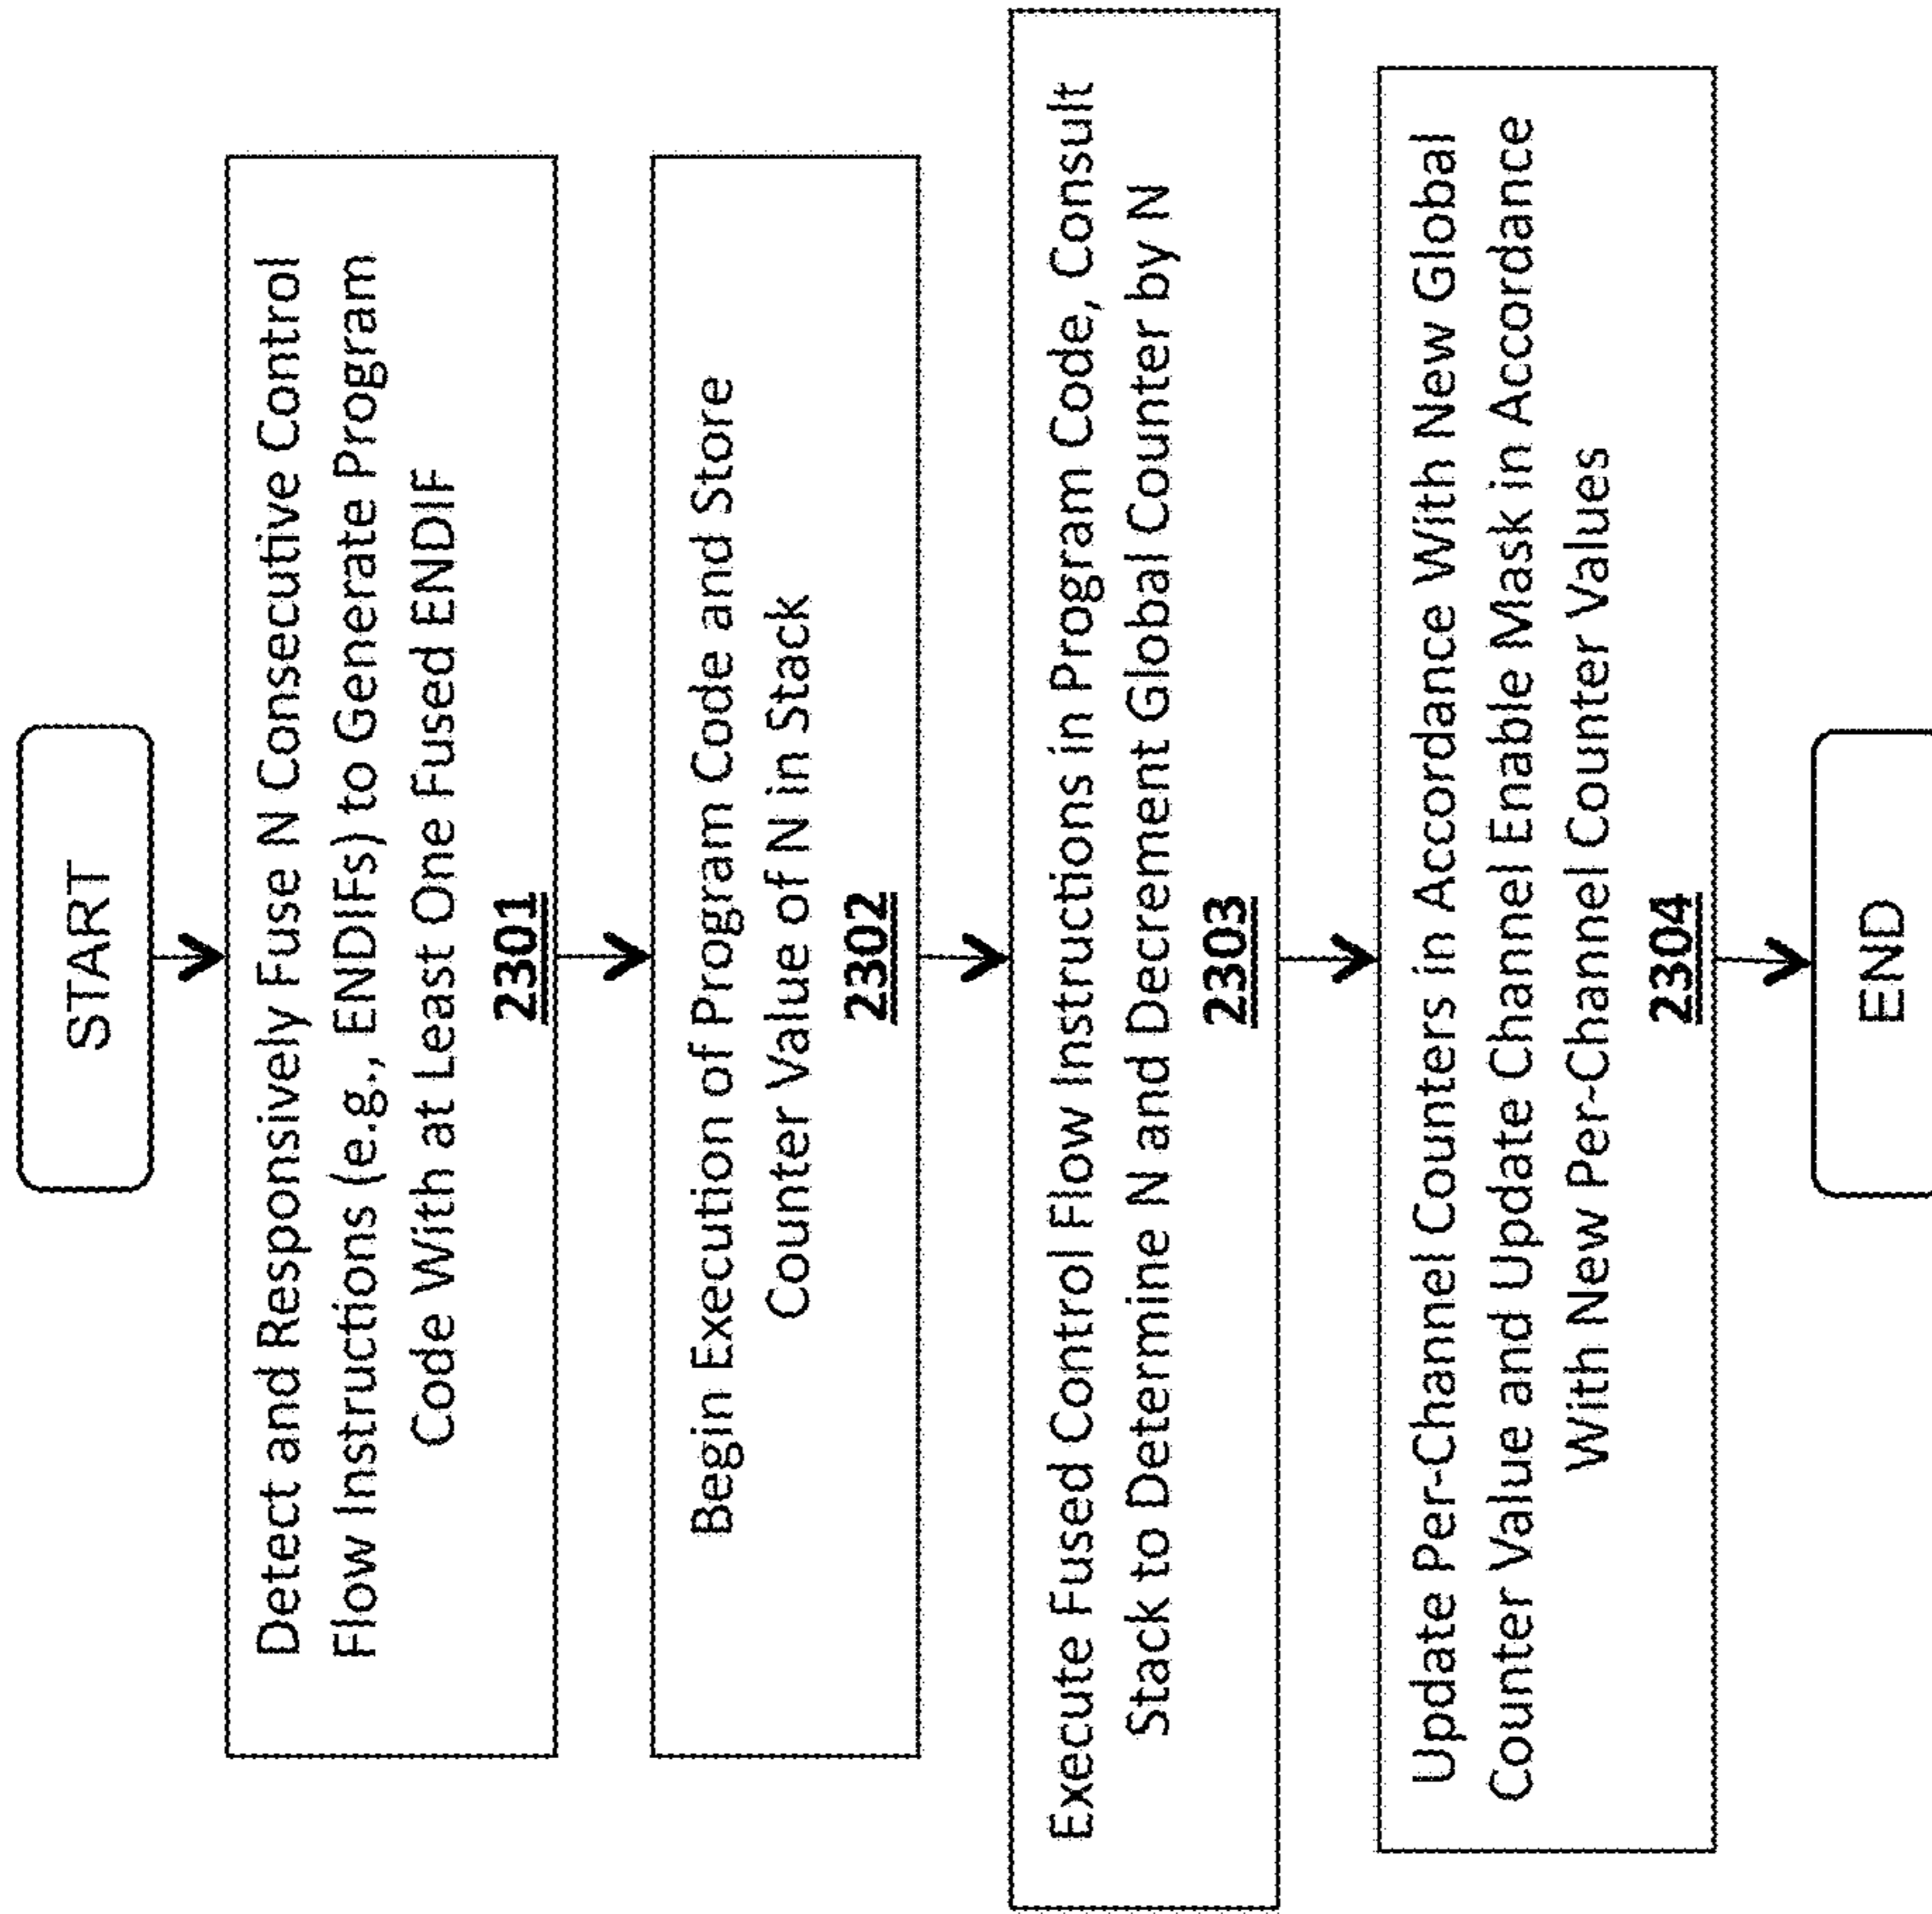 START
Detect and Responsively Fuse N Consecutive Control
Flow Instructions (e.g., ENDIFs) to Generate Program
Code With at Least One Fused ENDIF
2301
Begin Execution of Program Code and Store
Counter Value of N in Stack
2302
Execute Fused Control Flow Instructions in Program Code, Consult
Stack to Determine N and Decrement Global Counter by N
2303
Update Per-Channel Counters in Accordance With New Global
Counter Value and Update Channel Enable Mask in Accordance
With New Per-Channel Counter Values
2304
END